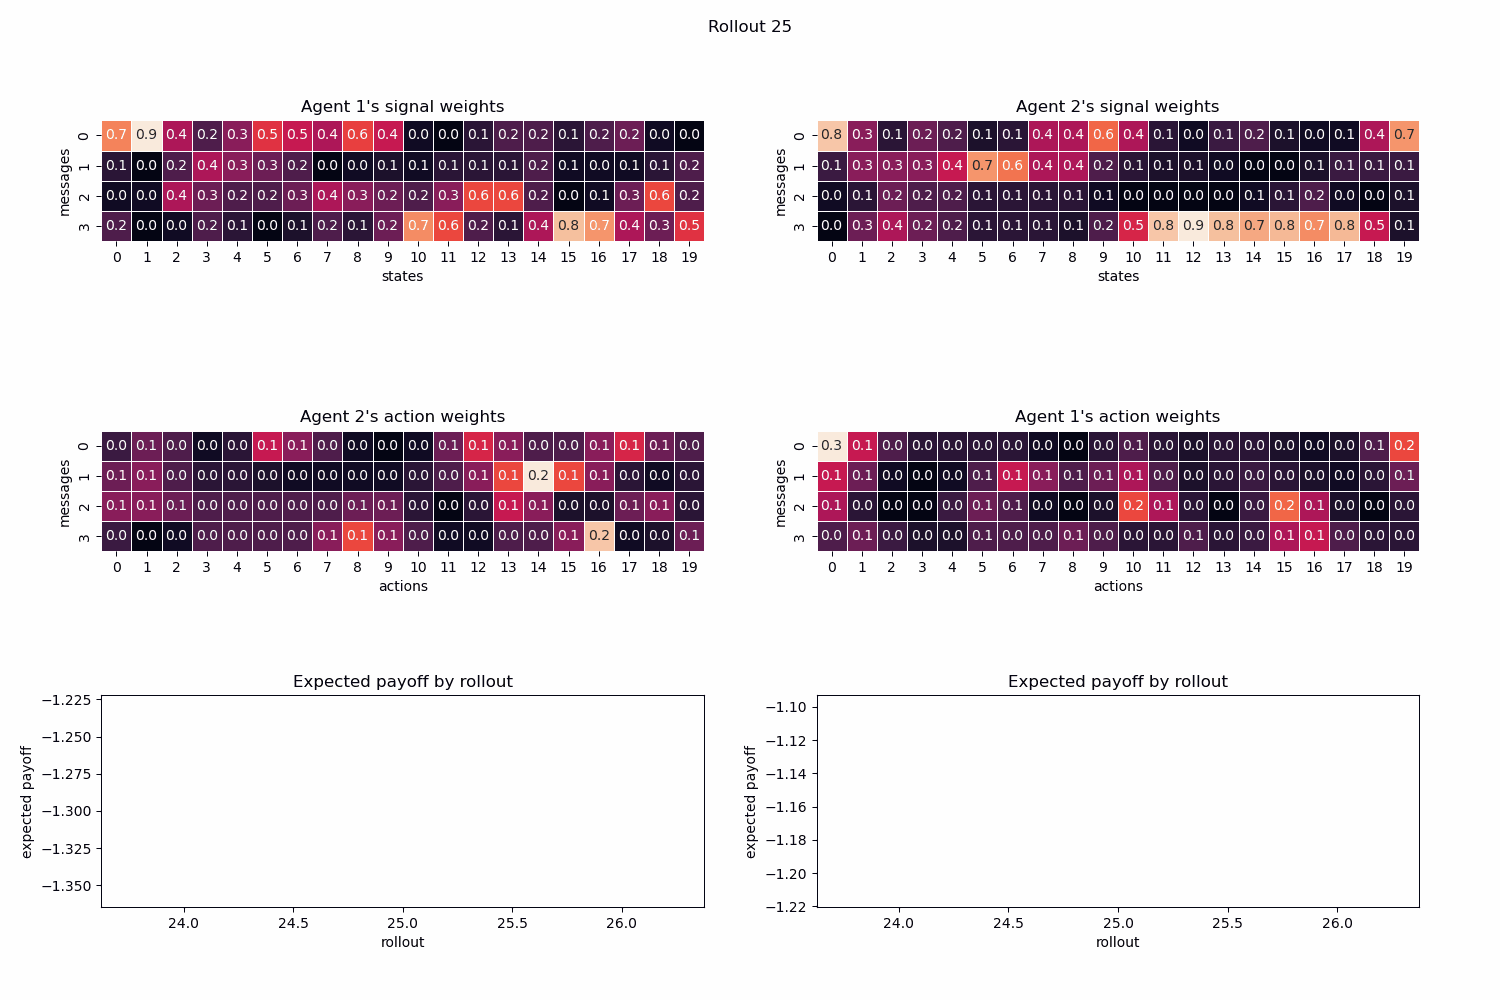 Rollout 25
Agent 1's signal weights
messages
0 0.7 0.9 0.4 0.2 0.3 0.5 0.5 0.4 0.6 0.4 0.0 0.0 0.1 0.2 0.2 0.1 0.2 0.2 0.0 0.0
1 0.1 0.0 0.2 0.4 0.3 0.3 0.2 0.0 0.0 0.1 0.1 0.1 0.1 0.1 0.2 0.1 0.0 0.1 0.1 0.2
2 0.0 0.0 0.4 0.3 0.2 0.2 0.3 0.4 0.3 0.2 0.2 0.3 0.6 0.6 0.2 0.0 0.1 0.3 0.6 0.2
3 0.2 0.0 0.0 0.2 0.1 0.0 0.1 0.2 0.1 0.2 0.7 0.6 0.2 0.1 0.4 0.8 0.7 0.4 0.3 0.5
0 1 2 3 4 5 6 7 8 9 10 11 12 13 14 15 16 17 18 19
states
Agent 2's signal weights
messages
0 0.8 0.3 0.1 0.2 0.2 0.1 0.1 0.4 0.4 0.6 0.4 0.1 0.0 0.1 0.2 0.1 0.0 0.1 0.4 0.7
1 0.1 0.3 0.3 0.3 0.4 0.7 0.6 0.4 0.4 0.2 0.1 0.1 0.1 0.0 0.0 0.0 0.1 0.1 0.1 0.1
2 0.0 0.1 0.2 0.2 0.2 0.1 0.1 0.1 0.1 0.1 0.0 0.0 0.0 0.0 0.1 0.1 0.2 0.0 0.0 0.1
3 0.0 0.3 0.4 0.2 0.2 0.1 0.1 0.1 0.1 0.2 0.5 0.8 0.9 0.8 0.7 0.8 0.7 0.8 0.5 0.1
0 1 2 3 4 5 6 7 8 9 10 11 12 13 14 15 16 17 18 19
states
Agent 2's action weights
messages
0 0.0 0.1 0.0 0.0 0.0 0.1 0.1 0.0 0.0 0.0 0.0 0.1 0.1 0.1 0.0 0.0 0.1 0.1 0.1 0.0
1 0.1 0.1 0.0 0.0 0.0 0.0 0.0 0.0 0.0 0.0 0.0 0.0 0.1 0.1 0.2 0.1 0.1 0.0 0.0 0.0
2 0.1 0.1 0.1 0.0 0.0 0.0 0.0 0.0 0.1 0.1 0.0 0.0 0.0 0.1 0.1 0.0 0.0 0.1 0.1 0.0
3 0.0 0.0 0.0 0.0 0.0 0.0 0.0 0.1 0.1 0.1 0.0 0.0 0.0 0.0 0.0 0.1 0.2 0.0 0.0 0.1
0 1 2 3 4 5 6 7 8 9 10 11 12 13 14 15 16 17 18 19
actions
Agent 1's action weights
messages
0 0.3 0.1 0.0 0.0 0.0 0.0 0.0 0.0 0.0 0.0 0.1 0.0 0.0 0.0 0.0 0.0 0.0 0.0 0.1 0.2
1 0.1 0.1 0.0 0.0 0.0 0.1 0.1 0.1 0.1 0.1 0.1 0.0 0.0 0.0 0.0 0.0 0.0 0.0 0.0 0.1
2 0.1 0.0 0.0 0.0 0.0 0.1 0.1 0.0 0.0 0.0 0.2 0.1 0.0 0.0 0.0 0.2 0.1 0.0 0.0 0.0
3 0.0 0.1 0.0 0.0 0.0 0.1 0.0 0.0 0.1 0.0 0.0 0.0 0.1 0.0 0.0 0.1 0.1 0.0 0.0 0.0
0 1 2 3 4 5 6 7 8 9 10 11 12 13 14 15 16 17 18 19
actions
Expected payoff by rollout
expected payoff
−1.225
−1.250
−1.275
−1.300
−1.325
−1.350
24.0 24.5 25.0 25.5 26.0
rollout
Expected payoff by rollout
expected payoff
−1.10
−1.12
−1.14
−1.16
−1.18
−1.20
−1.22
24.0 24.5 25.0 25.5 26.0
rollout